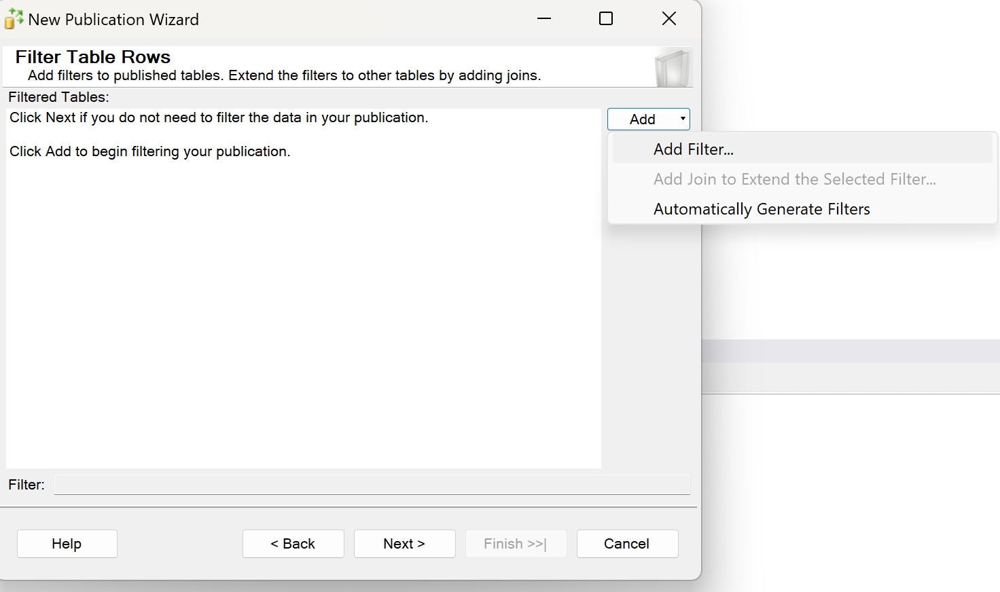 New Publication Wizard
Filter Table Rows
Add filters to published tables. Extend the filters to other tables by adding joins.
Filtered Tables:
Click Next if you do not need to filter the data in your publication.
Click Add to begin filtering your publication.
Add
Add Filter...
Add Join to Extend the Selected Filter...
Automatically Generate Filters
Filter:
Help
< Back
Next >
Finish >>|
Cancel